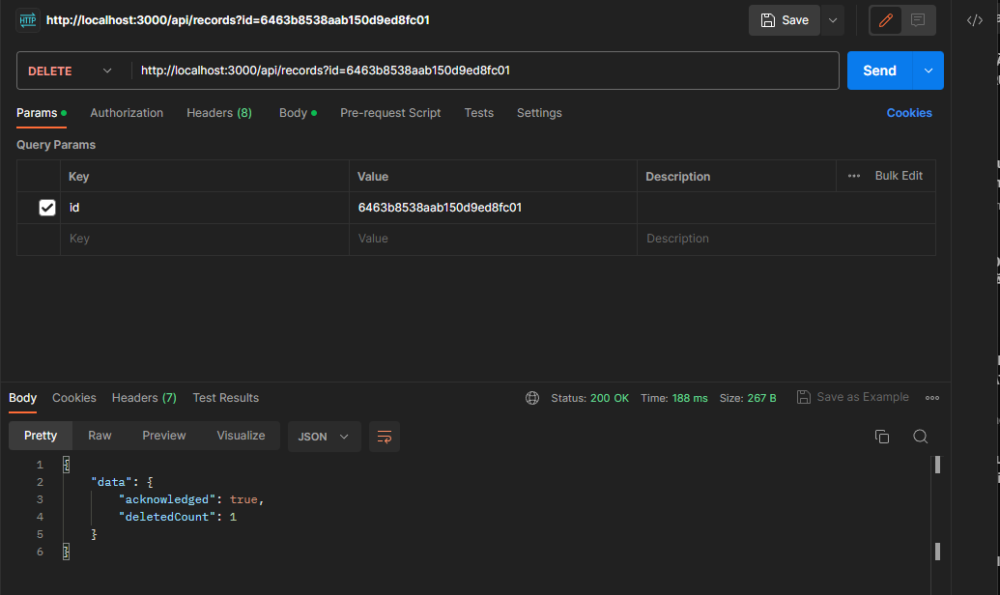 HTTP http://localhost:3000/api/records?id=6463b8538aab150d9ed8fc01 Save </>
DELETE http://localhost:3000/api/records?id=6463b8538aab150d9ed8fc01 Send
Params Authorization Headers (8) Body Pre-request Script Tests Settings Cookies
Query Params
Key Value Description ••• Bulk Edit
id 6463b8538aab150d9ed8fc01
Key Value Description
Body Cookies Headers (7) Test Results Status: 200 OK Time: 188 ms Size: 267 B Save as Example
Pretty Raw Preview Visualize JSON
1 {
2 "data": {
3 "acknowledged": true,
4 "deletedCount": 1
5 }
6 }